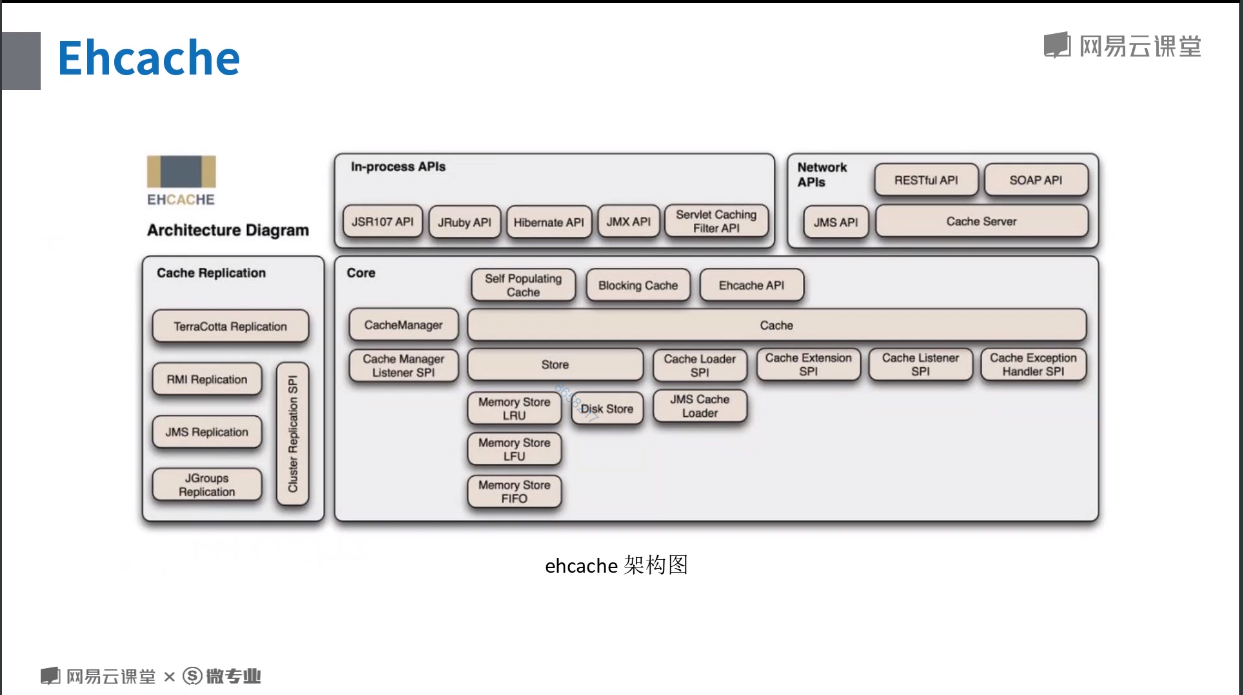 Ehcache
网易云课堂
EHCACHE
Architecture Diagram
In-process APIs
JSR107 API
JRuby API
Hibernate API
JMX API
Servlet Caching
Filter API
Network
APIs
RESTful API
SOAP API
JMS API
Cache Server
Cache Replication
TerraCotta Replication
RMI Replication
JMS Replication
JGroups
Replication
Cluster Replication SPI
Core
Self Populating
Cache
Blocking Cache
Ehcache API
CacheManager
Cache
Cache Manager
Listener SPI
Store
Cache Loader
SPI
Cache Extension
SPI
Cache Listener
SPI
Cache Exception
Handler SPI
Memory Store
LRU
Disk Store
JMS Cache
Loader
Memory Store
LFU
Memory Store
FIFO
ehcache 架构图
网易云课堂 × 微专业